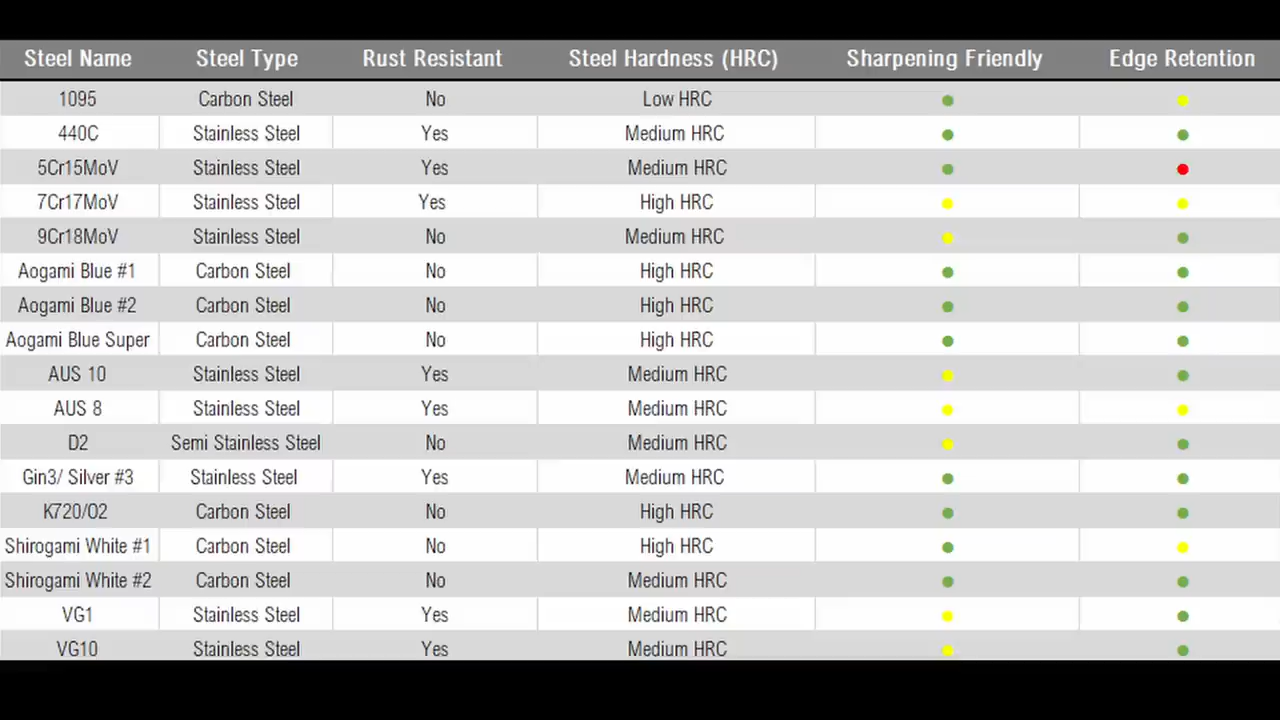 Steel Name Steel Type Rust Resistant Steel Hardness (HRC) Sharpening Friendly Edge Retention
1095 Carbon Steel No Low HRC
440C Stainless Steel Yes Medium HRC
5Cr15MoV Stainless Steel Yes Medium HRC
7Cr17MoV Stainless Steel Yes High HRC
9Cr18MoV Stainless Steel No Medium HRC
Aogami Blue #1 Carbon Steel No High HRC
Aogami Blue #2 Carbon Steel No High HRC
Aogami Blue Super Carbon Steel No High HRC
AUS 10 Stainless Steel Yes Medium HRC
AUS 8 Stainless Steel Yes Medium HRC
D2 Semi Stainless Steel No Medium HRC
Gin3/ Silver #3 Stainless Steel Yes Medium HRC
K720/O2 Carbon Steel No High HRC
Shirogami White #1 Carbon Steel No High HRC
Shirogami White #2 Carbon Steel No Medium HRC
VG1 Stainless Steel Yes Medium HRC
VG10 Stainless Steel Yes Medium HRC